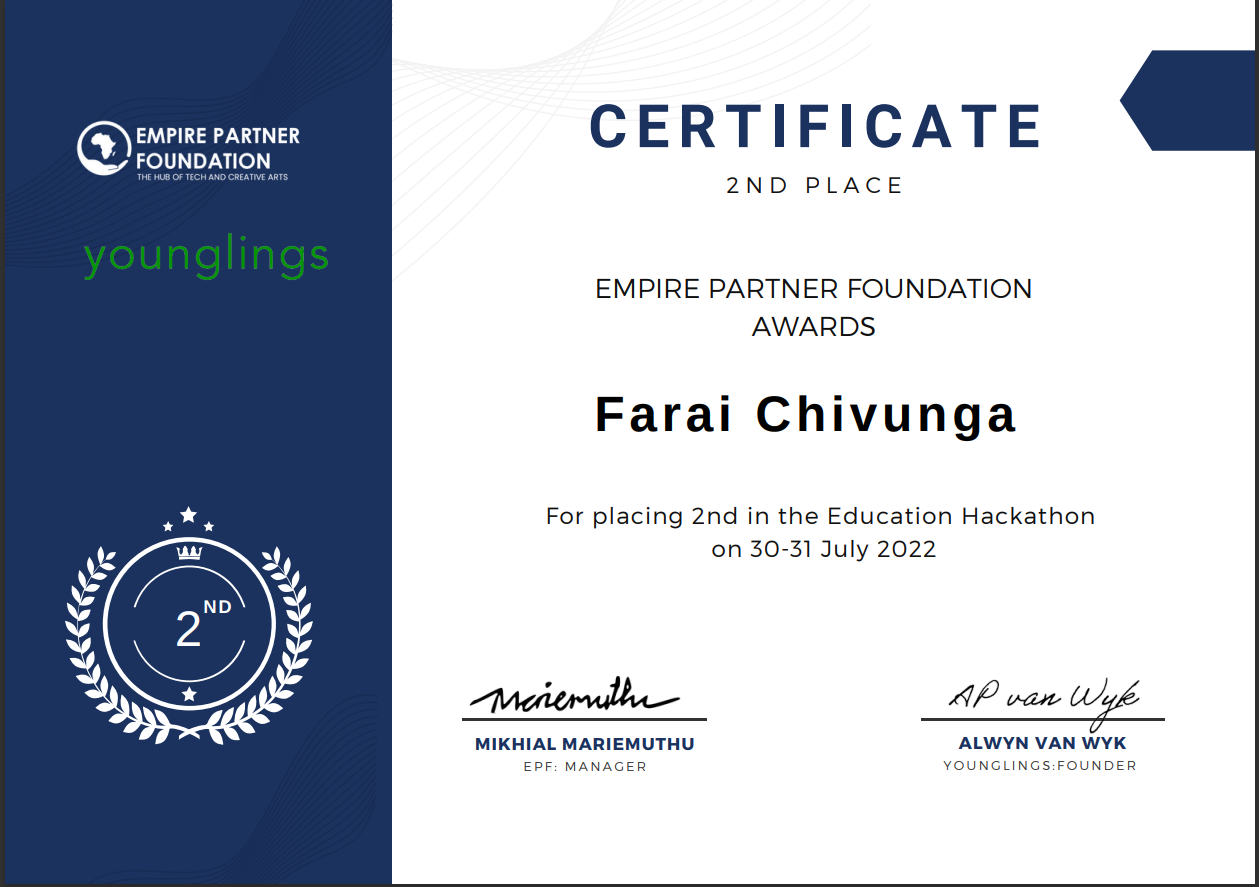 EMPIRE PARTNER
FOUNDATION
THE HUB OF TECH AND CREATIVE ARTS
younglings
2ND
CERTIFICATE
2ND PLACE
EMPIRE PARTNER FOUNDATION
AWARDS
Farai Chivunga
For placing 2nd in the Education Hackathon
on 30-31 July 2022
Mariemuthu
MIKHIAL MARIEMUTHU
EPF: MANAGER
AP van Wyk
ALWYN VAN WYK
YOUNGLINGS:FOUNDER